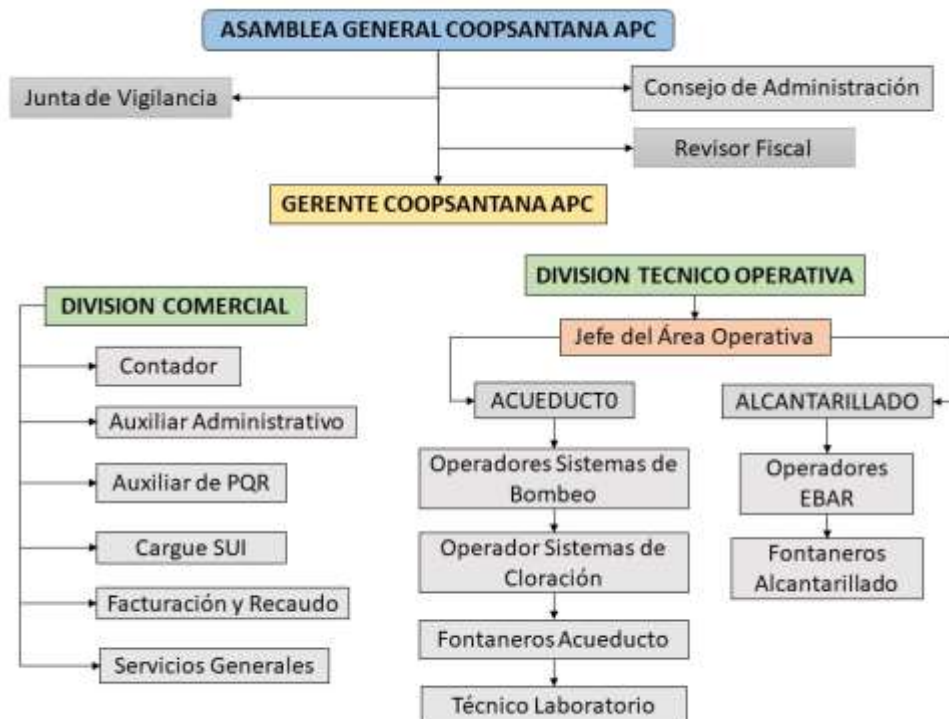 ASAMBLEA GENERAL COOPSANTANA APC
Junta de Vigilancia
Consejo de Administración
Revisor Fiscal
GERENTE COOPSANTANA APC
DIVISION COMERCIAL
Contador
Auxiliar Administrativo
Auxiliar de PQR
Cargue SUI
Facturación y Recaudo
Servicios Generales
DIVISION TECNICO OPERATIVA
Jefe del Área Operativa
ACUEDUCT0
Operadores Sistemas de
Bombeo
Operador Sistemas de
Cloración
Fontaneros Acueducto
Técnico Laboratorio
ALCANTARILLADO
Operadores
EBAR
Fontaneros
Alcantarillado